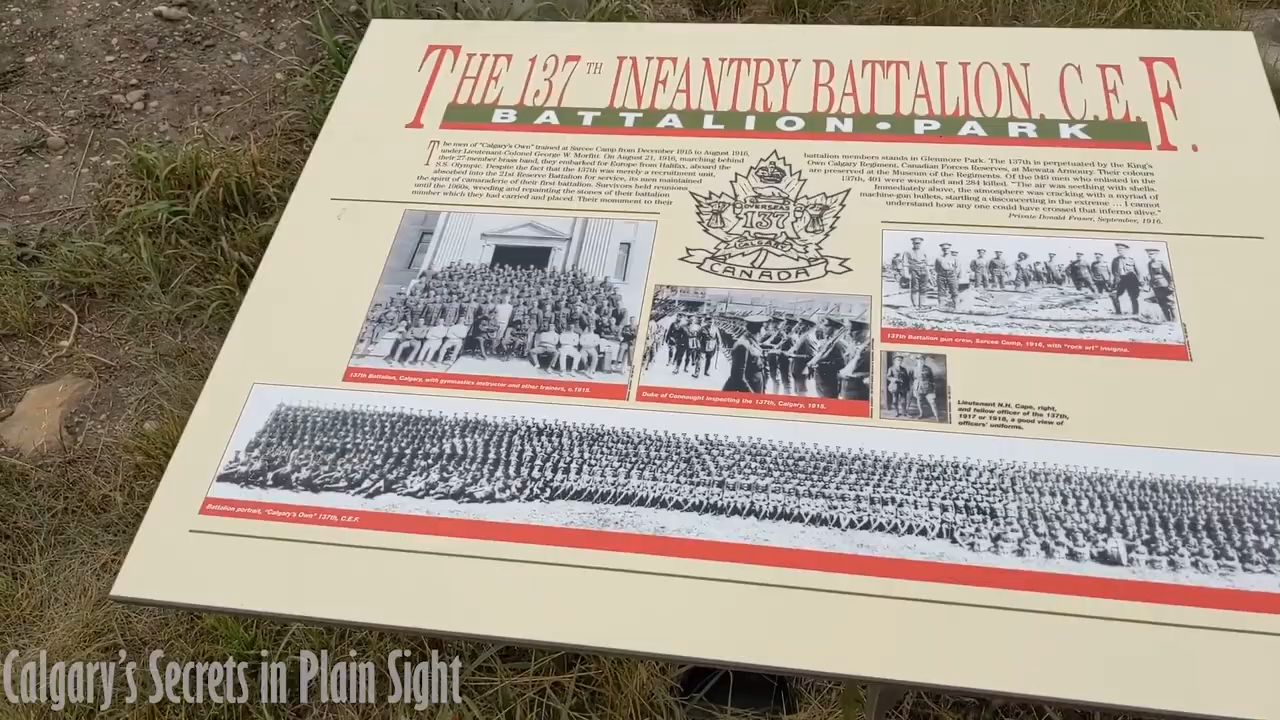 THE 137TH INFANTRY BATTALION, C.E.F.
BATTALION • PARK
The men of "Calgary's Own" trained at Sarcee Camp from December 1915 to August 1916,
under Lieutenant-Colonel George W. Morfitt. On August 21, 1916, marching behind
their 27-member brass band, they embarked for Europe from Halifax, aboard the
S.S. Olympic. Despite the fact that the 137th was merely a recruitment unit,
absorbed into the 21st Reserve Battalion for service, its men maintained
the spirit of camaraderie of their first battalion. Survivors held reunions
until the 1960s, weeding and repainting the stones of their battalion
number which they had carried and placed. Their monument to their
battalion members stands in Glenmore Park. The 137th is perpetuated by the King's
Own Calgary Regiment, Canadian Forces Reserves, at Mewata Armoury. Their colours
are preserved at the Museum of the Regiments. Of the 949 men who enlisted in the
137th, 401 were wounded and 284 killed. "The air was seething with shells.
Immediately above, the atmosphere was cracking with a myriad of
machine-gun bullets, startling a disconcerting in the extreme ... I cannot
understand how any one could have crossed that inferno alive."
Private Donald Fraser, September, 1916.
OVERSEAS
137
CALGARY
CANADA
137th Battalion, Calgary, with gymnastics instructor and other trainers, c.1915.
Duke of Connought inspecting the 137th, Calgary, 1915.
137th Battalion gun crew, Sarcee Camp, 1916, with "rock art" insignia.
Lieutenant N.H. Cape, right,
and fellow officer of the 137th,
1917 or 1918, a good view of
officers' uniforms.
Battalion portrait, "Calgary's Own" 137th, C.E.F.
Calgary's Secrets in Plain Sight